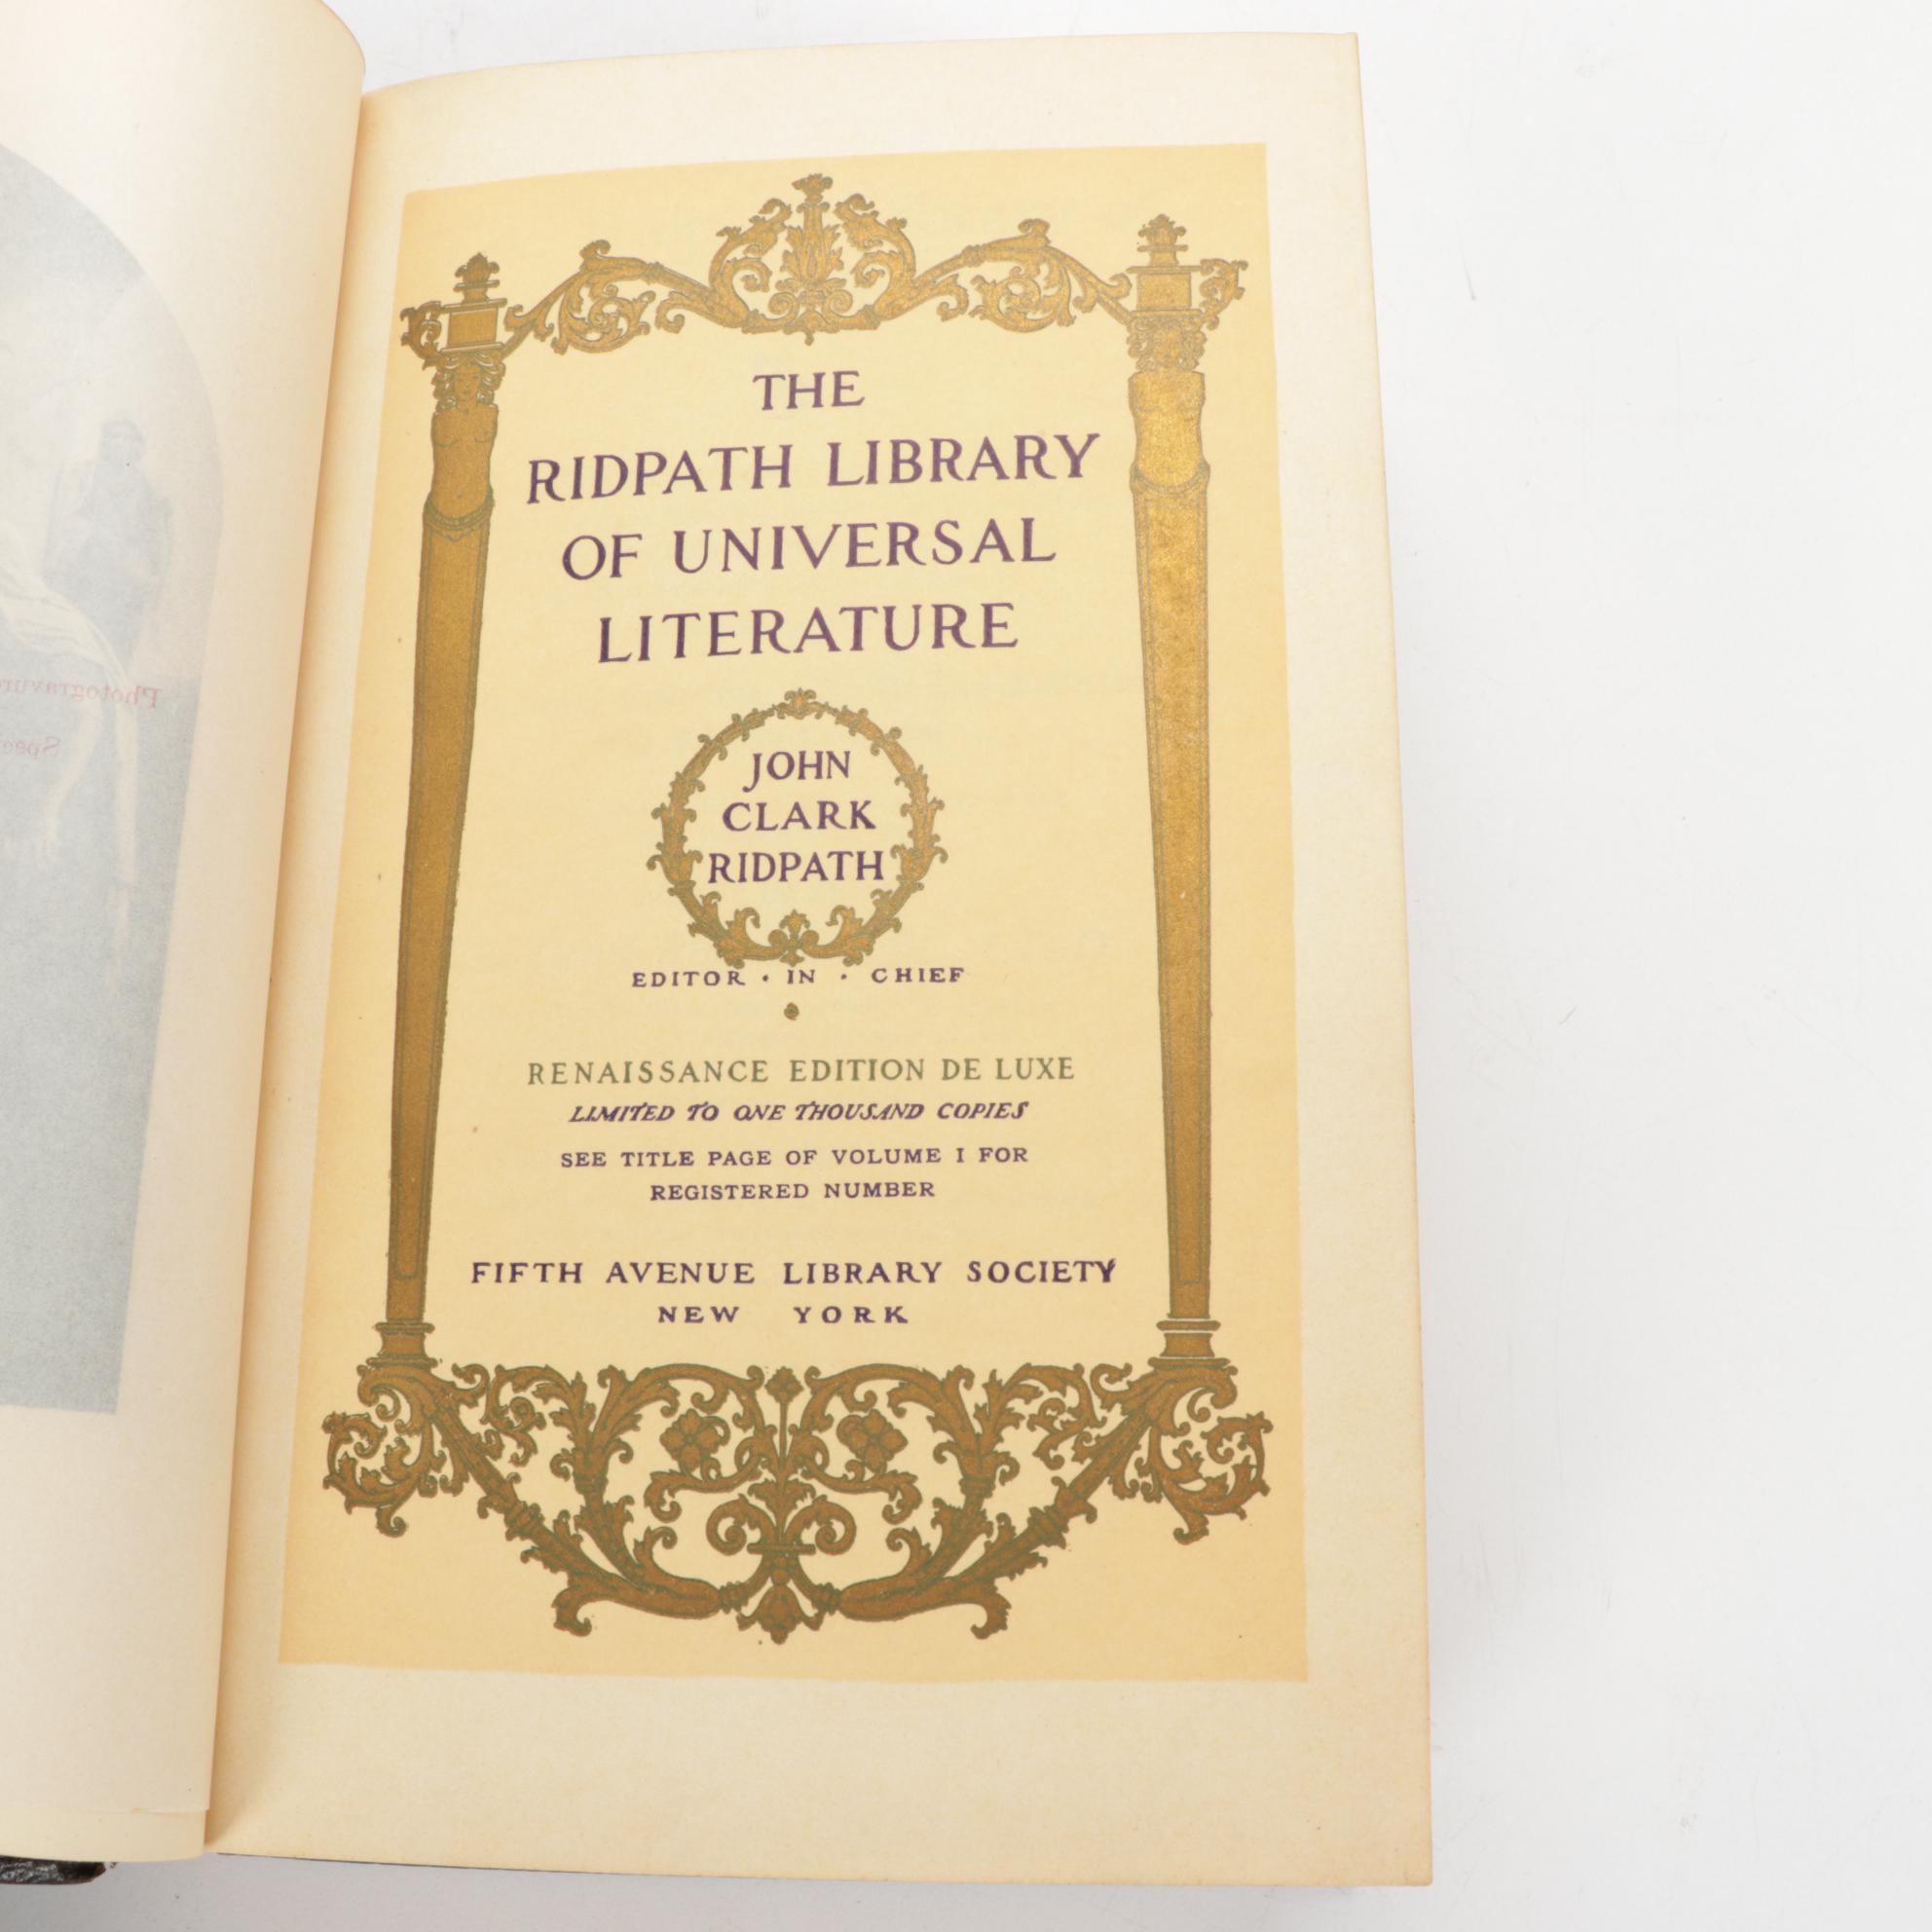 THE
RIDPATH LIBRARY
OF UNIVERSAL
LITERATURE
JOHN
CLARK
RIDPATH
EDITOR · IN · CHIEF
RENAISSANCE EDITION DE LUXE
LIMITED TO ONE THOUSAND COPIES
SEE TITLE PAGE OF VOLUME I FOR
REGISTERED NUMBER
FIFTH AVENUE LIBRARY SOCIETY
NEW YORK